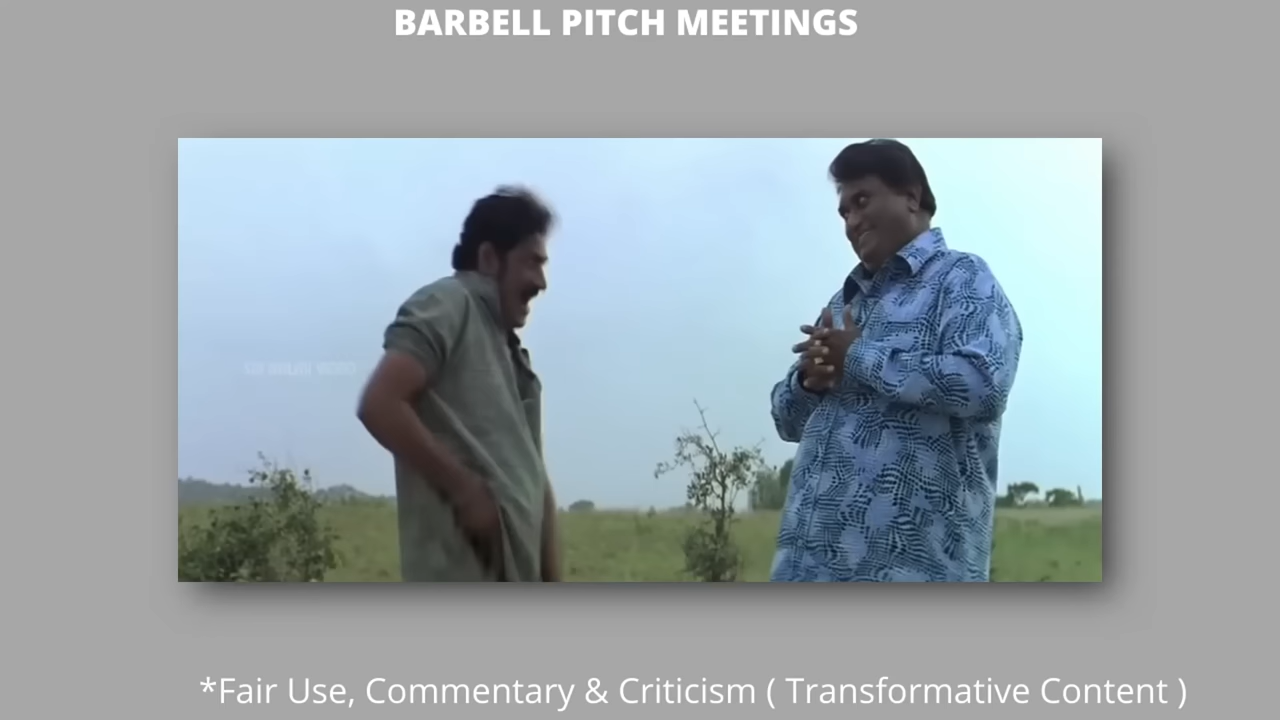 BARBELL PITCH MEETINGS
*Fair Use, Commentary & Criticism ( Transformative Content )